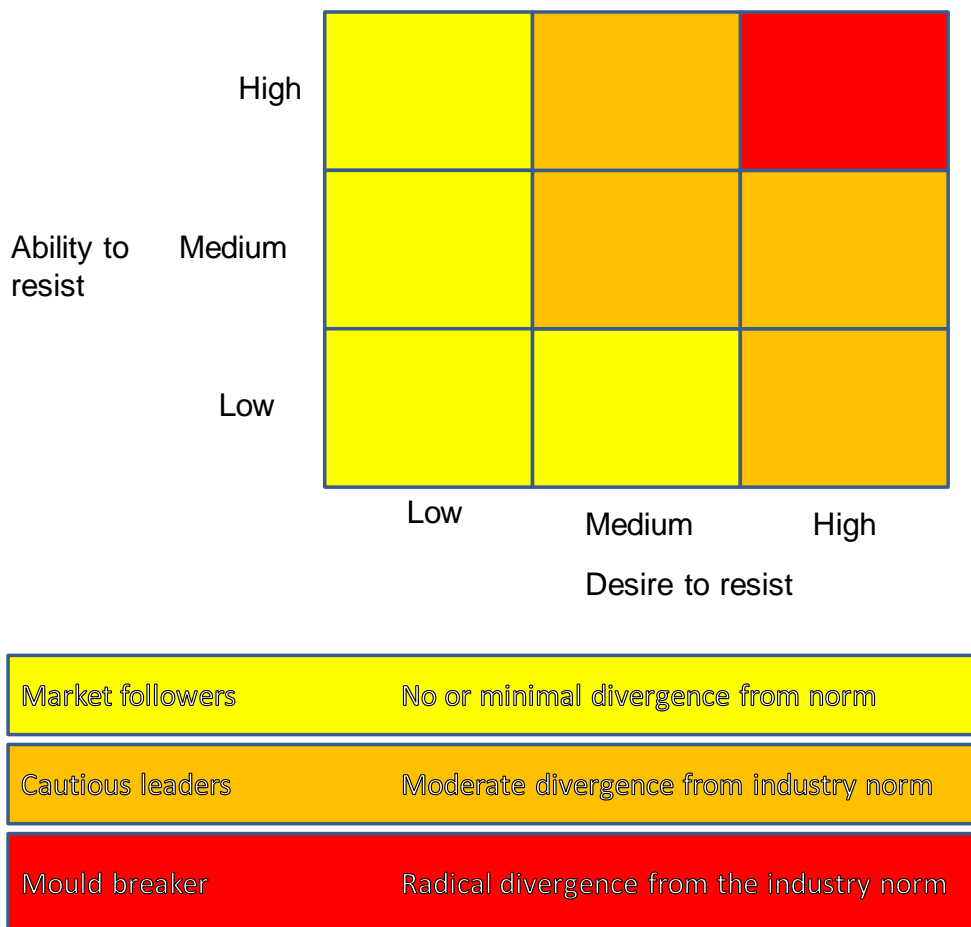 High
Ability to Medium
resist
Low
Low
Medium High
Desire to resist
Market followers No or minimal divergence from norm
Cautious leaders Moderate divergence from industry norm
Mould breaker Radical divergence from the industry norm